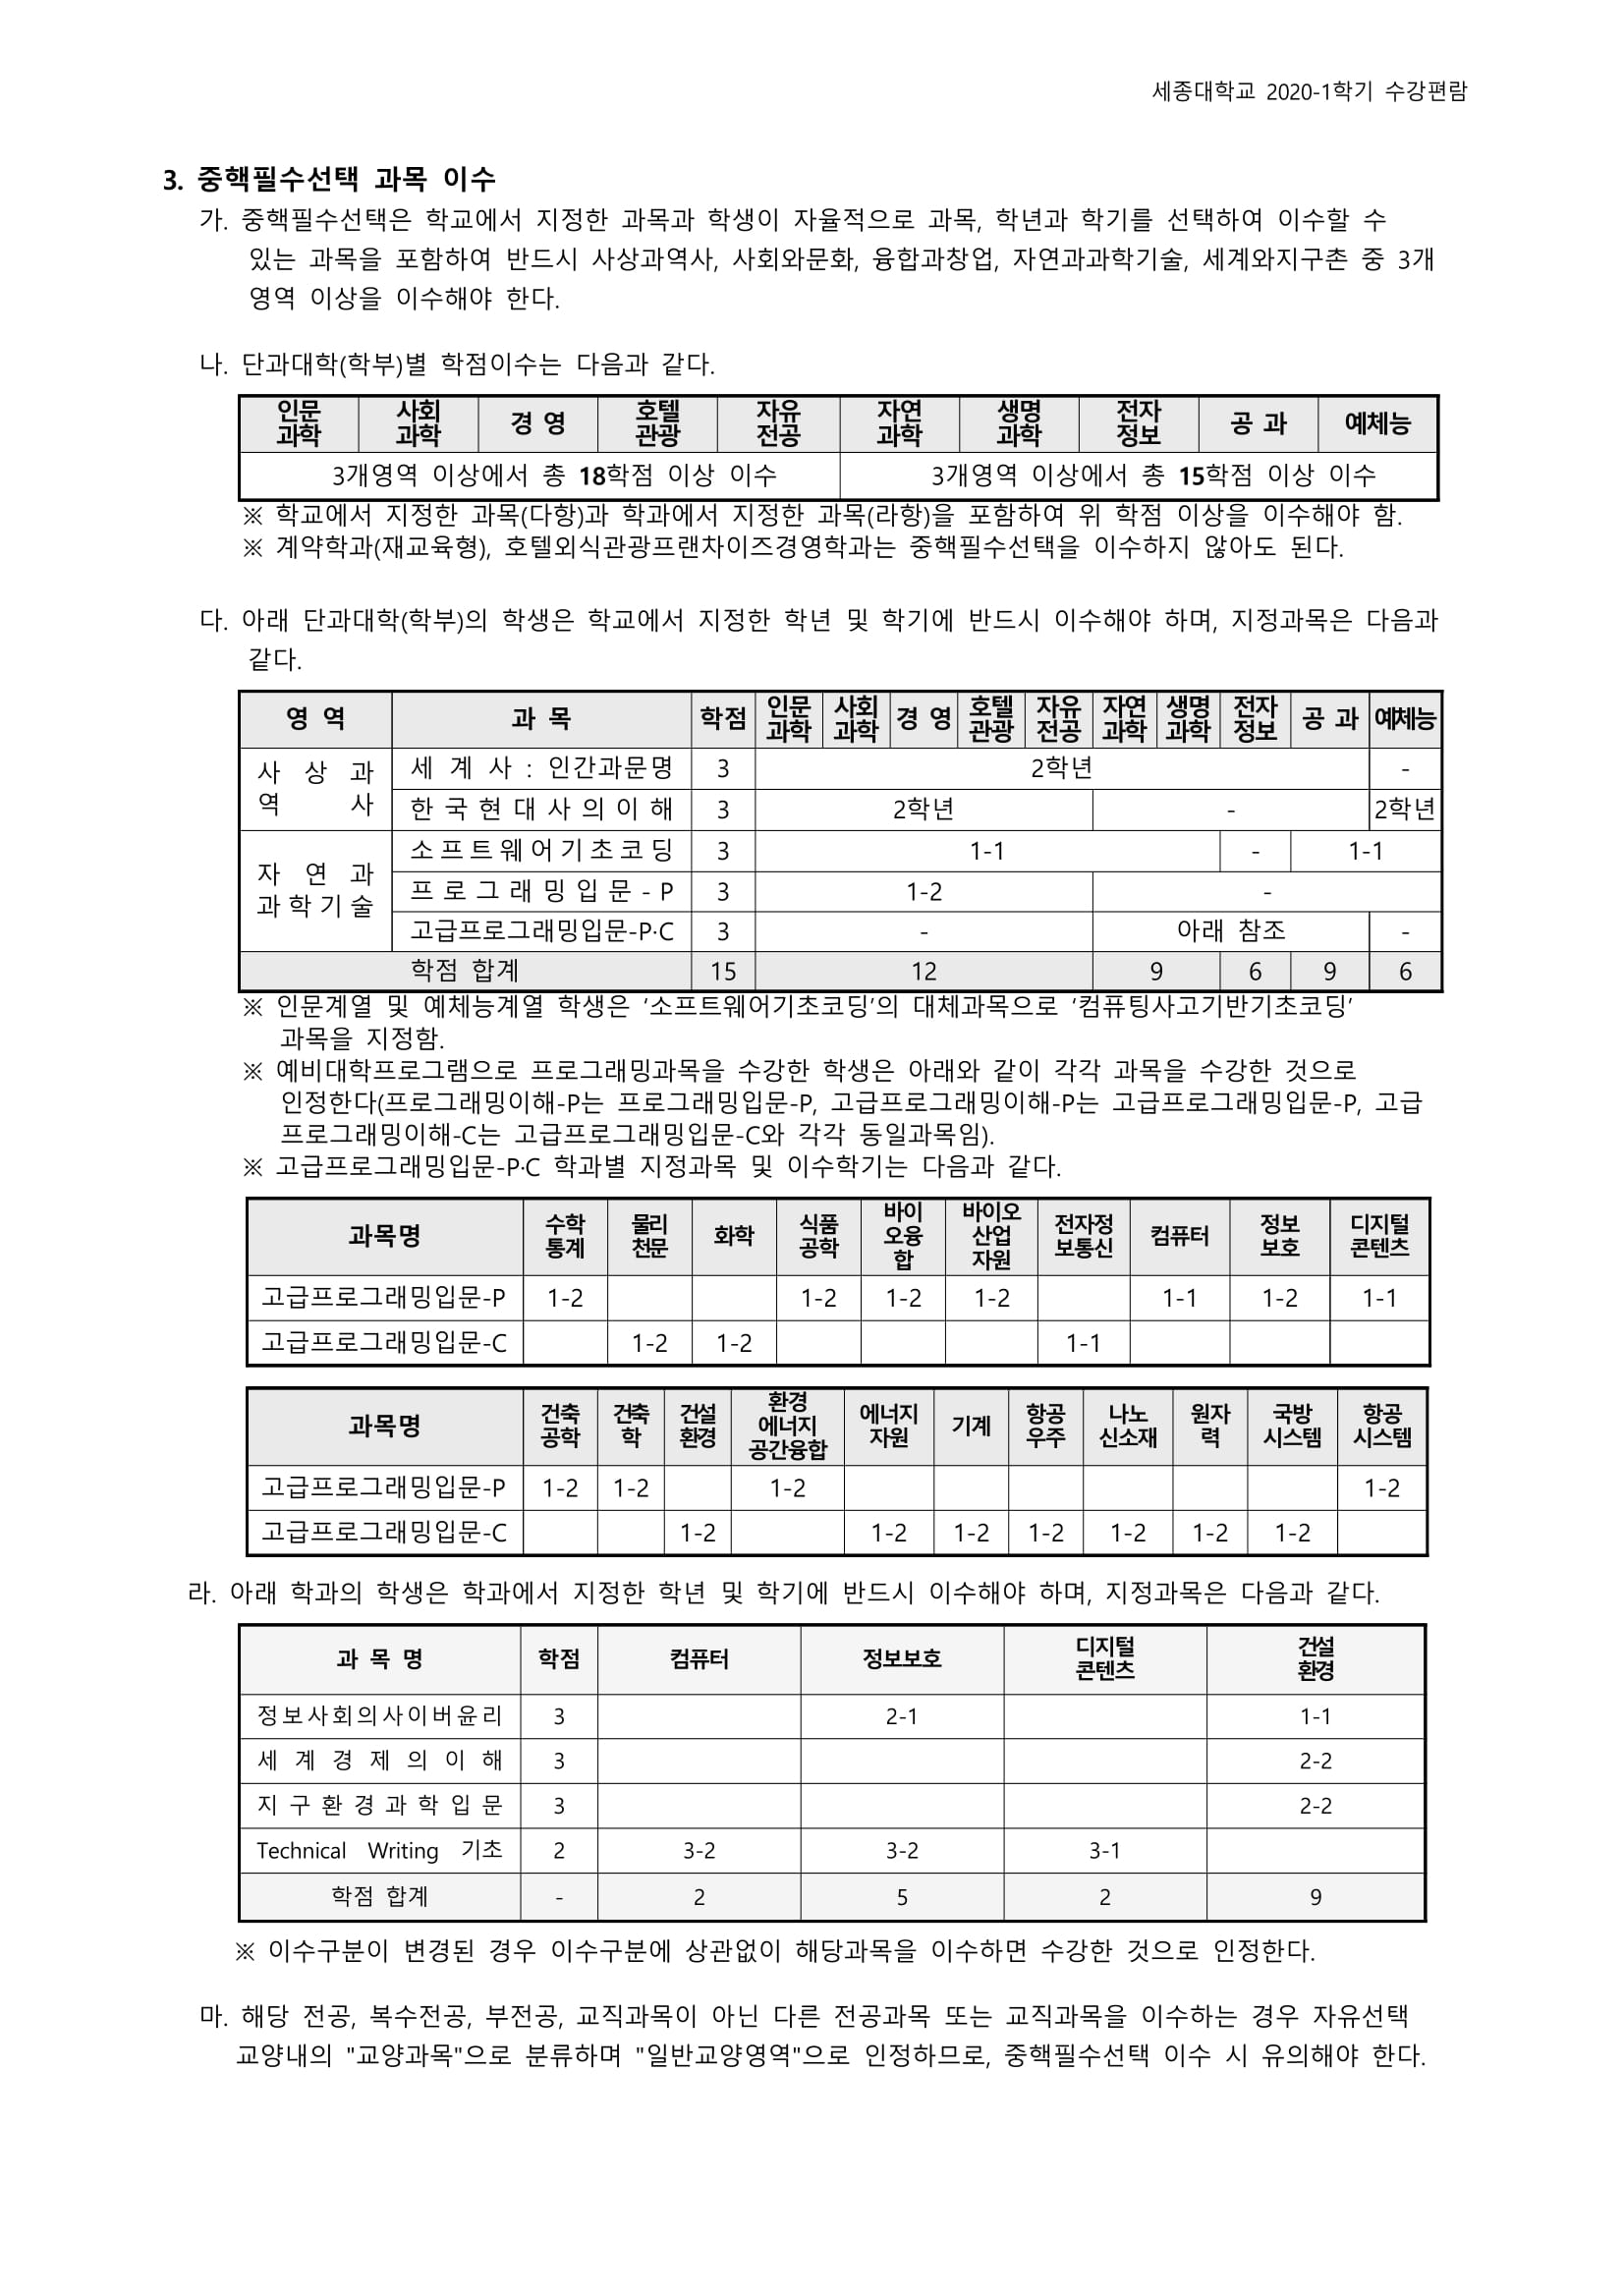 세종대학교 2020-1학기 수강편람
3. 중핵필수선택 과목 이수
가. 중핵필수선택은 학교에서 지정한 과목과 학생이 자율적으로 과목, 학년과 학기를 선택하여 이수할 수
있는 과목을 포함하여 반드시 사상과역사, 사회와문화, 융합과창업, 자연과과학기술, 세계와지구촌 중 3개
영역 이상을 이수해야 한다.
나. 단과대학(학부)별 학점이수는 다음과 같다.
인문과학 사회과학 경 영 호텔관광 자유전공 자연과학 생명과학 전자정보 공 과 예체능
3개영역 이상에서 총 18학점 이상 이수 3개영역 이상에서 총 15학점 이상 이수
※ 학교에서 지정한 과목(다항)과 학과에서 지정한 과목(라항)을 포함하여 위 학점 이상을 이수해야 함.
※ 계약학과(재교육형), 호텔외식관광프랜차이즈경영학과는 중핵필수선택을 이수하지 않아도 된다.
다. 아래 단과대학(학부)의 학생은 학교에서 지정한 학년 및 학기에 반드시 이수해야 하며, 지정과목은 다음과
같다.
영 역 과 목 학점 인문과학 사회과학 경 영 호텔관광 자유전공 자연과학 생명과학 전자정보 공 과 예체능
사 상 과 역 사 세 계 사 : 인간과문명 3 2학년 -
한국현대사의이해 3 2학년 - 2학년
자 연 과 과학기술 소프트웨어기초코딩 3 1-1 - 1-1
프로그래밍입문-P 3 1-2 -
고급프로그래밍입문-P·C 3 - 아래 참조 -
학점 합계 15 12 9 6 9 6
※ 인문계열 및 예체능계열 학생은 '소프트웨어기초코딩'의 대체과목으로 '컴퓨팅사고기반기초코딩'
과목을 지정함.
※ 예비대학프로그램으로 프로그래밍과목을 수강한 학생은 아래와 같이 각각 과목을 수강한 것으로
인정한다(프로그래밍이해-P는 프로그래밍입문-P, 고급프로그래밍이해-P는 고급프로그래밍입문-P, 고급
프로그래밍이해-C는 고급프로그래밍입문-C와 각각 동일과목임).
※ 고급프로그래밍입문-P·C 학과별 지정과목 및 이수학기는 다음과 같다.
과목명 수학통계 물리천문 화학 식품공학 바이오융합 바이오산업자원 전자정보통신 컴퓨터 정보보호 디지털콘텐츠
고급프로그래밍입문-P 1-2 1-2 1-2 1-2 1-1 1-2 1-1
고급프로그래밍입문-C 1-2 1-2 1-1
과목명 건축공학 건축학 건설환경 환경에너지공간융합 에너지자원 기계 항공우주 나노신소재 원자력 국방시스템 항공시스템
고급프로그래밍입문-P 1-2 1-2 1-2 1-2
고급프로그래밍입문-C 1-2 1-2 1-2 1-2 1-2 1-2 1-2
라. 아래 학과의 학생은 학과에서 지정한 학년 및 학기에 반드시 이수해야 하며, 지정과목은 다음과 같다.
과 목 명 학점 컴퓨터 정보보호 디지털콘텐츠 건설환경
정보사회의사이버윤리 3 2-1 1-1
세계경제의이해 3 2-2
지구환경과학입문 3 2-2
Technical Writing 기초 2 3-2 3-2 3-1
학점 합계 - 2 5 2 9
※ 이수구분이 변경된 경우 이수구분에 상관없이 해당과목을 이수하면 수강한 것으로 인정한다.
마. 해당 전공, 복수전공, 부전공, 교직과목이 아닌 다른 전공과목 또는 교직과목을 이수하는 경우 자유선택
교양내의 "교양과목"으로 분류하며 "일반교양영역"으로 인정하므로, 중핵필수선택 이수 시 유의해야 한다.